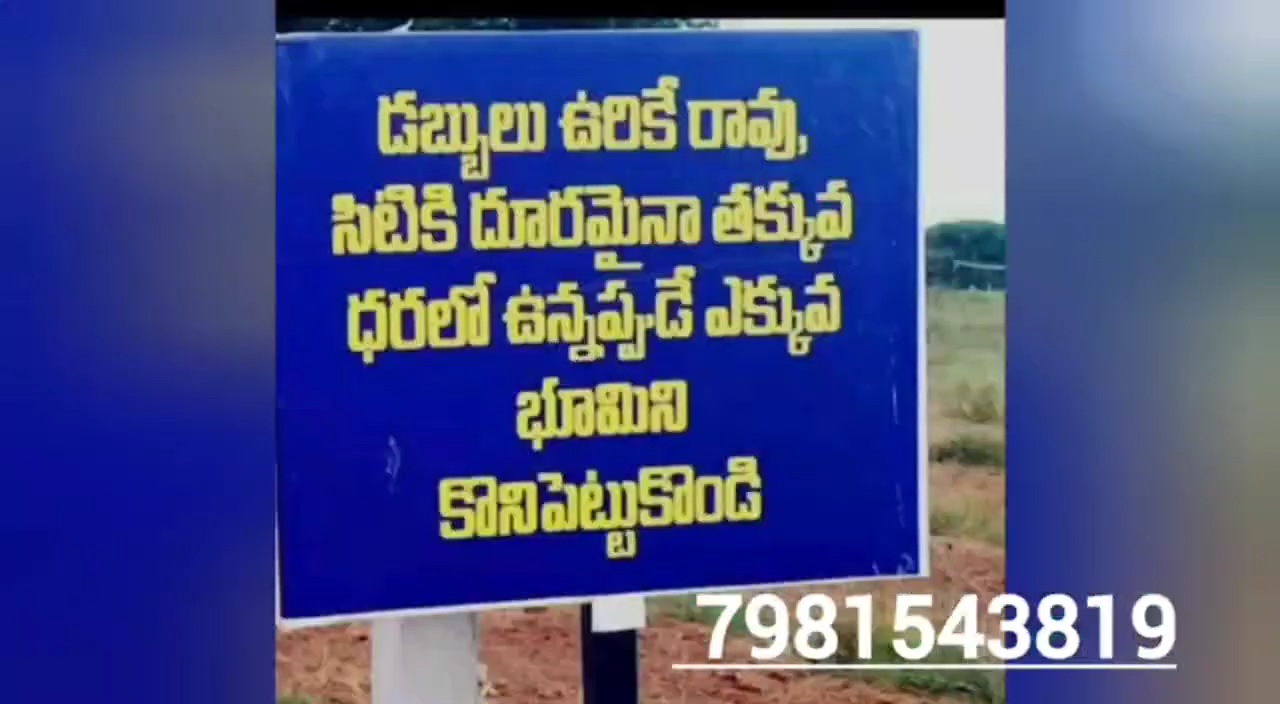 డబ్బులు ఉరికే రావు,
సిటికి దూరమైనా తక్కువ
ధరలో ఉన్నప్పుడే ఎక్కువ
భూమిని
కొనిపెట్టుకొండి
7981543819